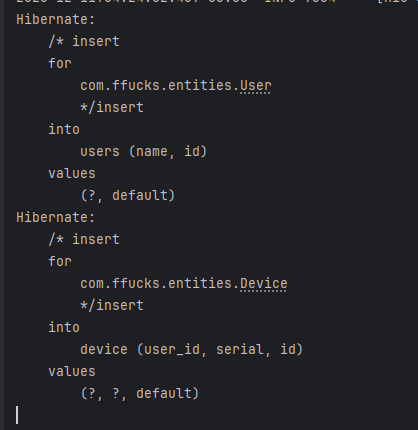 Hibernate:
    /* insert
    for
        com.ffucks.entities.User
        */insert
    into
        users (name, id)
    values
        (?, default)
Hibernate:
    /* insert
    for
        com.ffucks.entities.Device
        */insert
    into
        device (user_id, serial, id)
    values
        (?, ?, default)